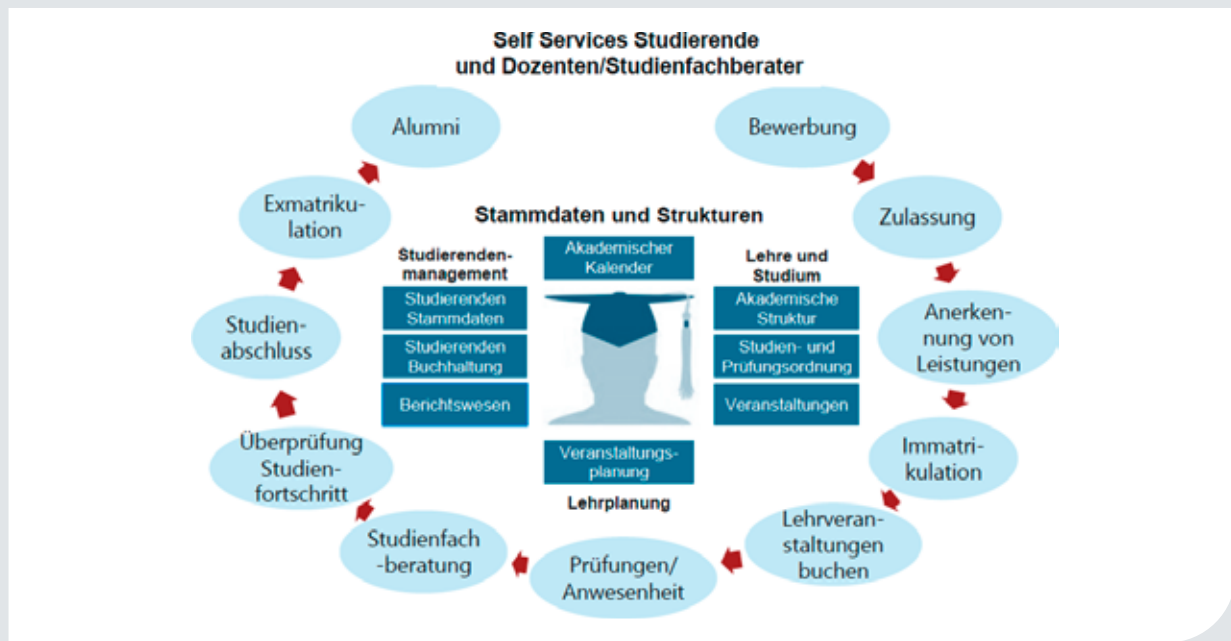 Self Services Studierende
und Dozenten/Studienfachberater
Alumni
Bewerbung
Exmatriku-
lation
Zulassung
Stammdaten und Strukturen
Studierenden-
management
Akademischer
Kalender
Lehre und
Studium
Studierenden
Stammdaten
Akademische
Struktur
Studierenden
Buchhaltung
Studien- und
Prüfungsordnung
Berichtswesen
Veranstaltungen
Studien-
abschluss
Anerken-
nung von
Leistungen
Überprüfung
Studien-
fortschritt
Veranstaltungs-
planung
Lehrplanung
Immatri-
kulation
Studienfach
-beratung
Prüfungen/
Anwesenheit
Lehrveran-
staltungen
buchen